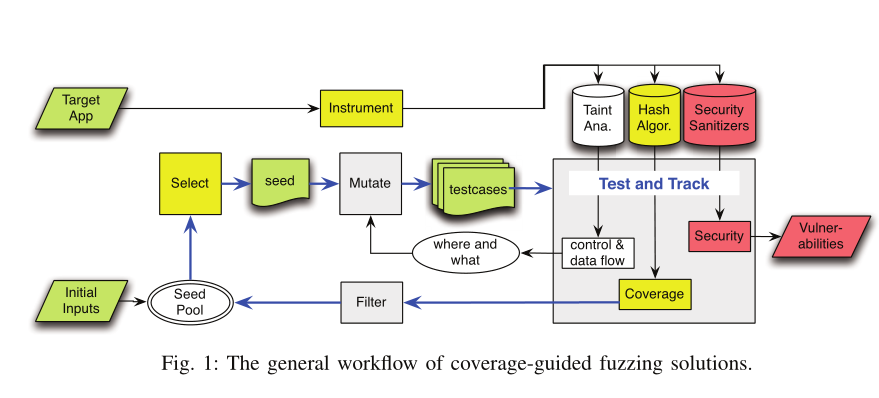 Target
App
Instrument
Taint
Ana.
Hash
Algor.
Security
Sanitizers
Select
seed
Mutate
testcases
Test and Track
where and
what
control &
data flow
Security
Vulner-
abilities
Initial
Inputs
Seed
Pool
Filter
Coverage
Fig. 1: The general workflow of coverage-guided fuzzing solutions.